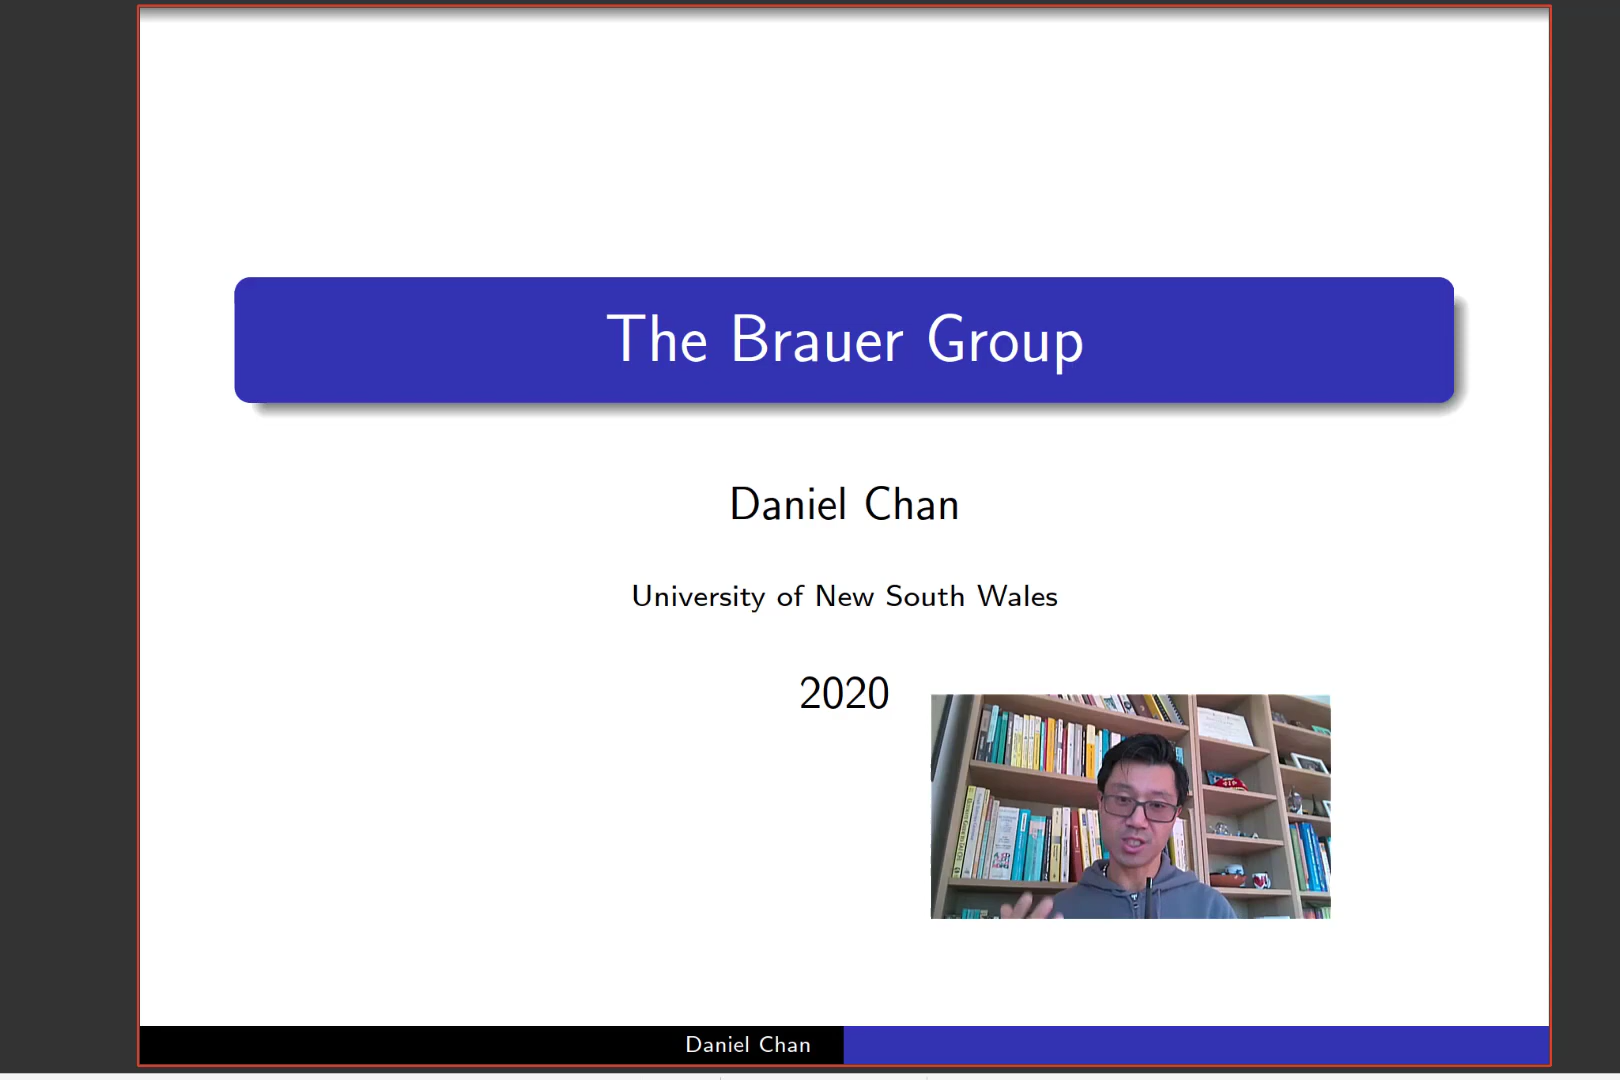 The Brauer Group
Daniel Chan
University of New South Wales
2020
Daniel Chan